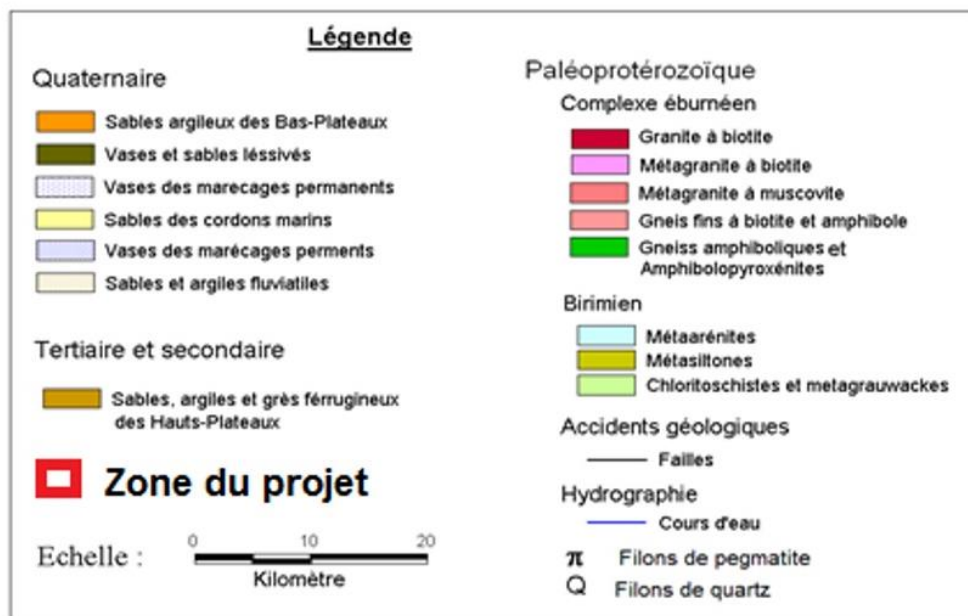 Légende
Quaternaire
Sables argileux des Bas-Plateaux
Vases et sables léssivés
Vases des marecages permanents
Sables des cordons marins
Vases des marécages perments
Sables et argiles fluviatiles
Tertiaire et secondaire
Sables, argiles et grès férrugineux
des Hauts-Plateaux
Zone du projet
Echelle :
0 10 20
Kilomètre
Paléoprotérozoïque
Complexe éburnéen
Granite à biotite
Métagranite à biotite
Métagranite à muscovite
Gneis fins à biotite et amphibole
Gneiss amphiboliques et
Amphibolopyroxénites
Birimien
Métaarénites
Métasiltones
Chloritoschistes et metagrauwackes
Accidents géologiques
Failles
Hydrographie
Cours d'eau
π Filons de pegmatite
Q Filons de quartz